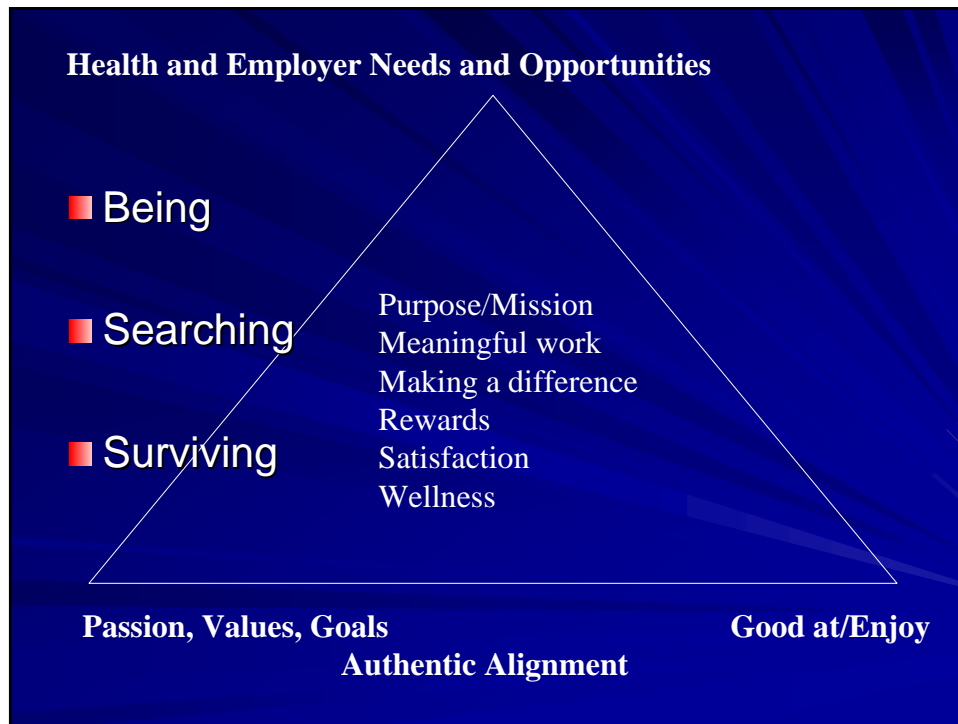 Health and Employer Needs and Opportunities
Being
Searching
Surviving
Purpose/Mission
Meaningful work
Making a difference
Rewards
Satisfaction
Wellness
Passion, Values, Goals
Good at/Enjoy
Authentic Alignment